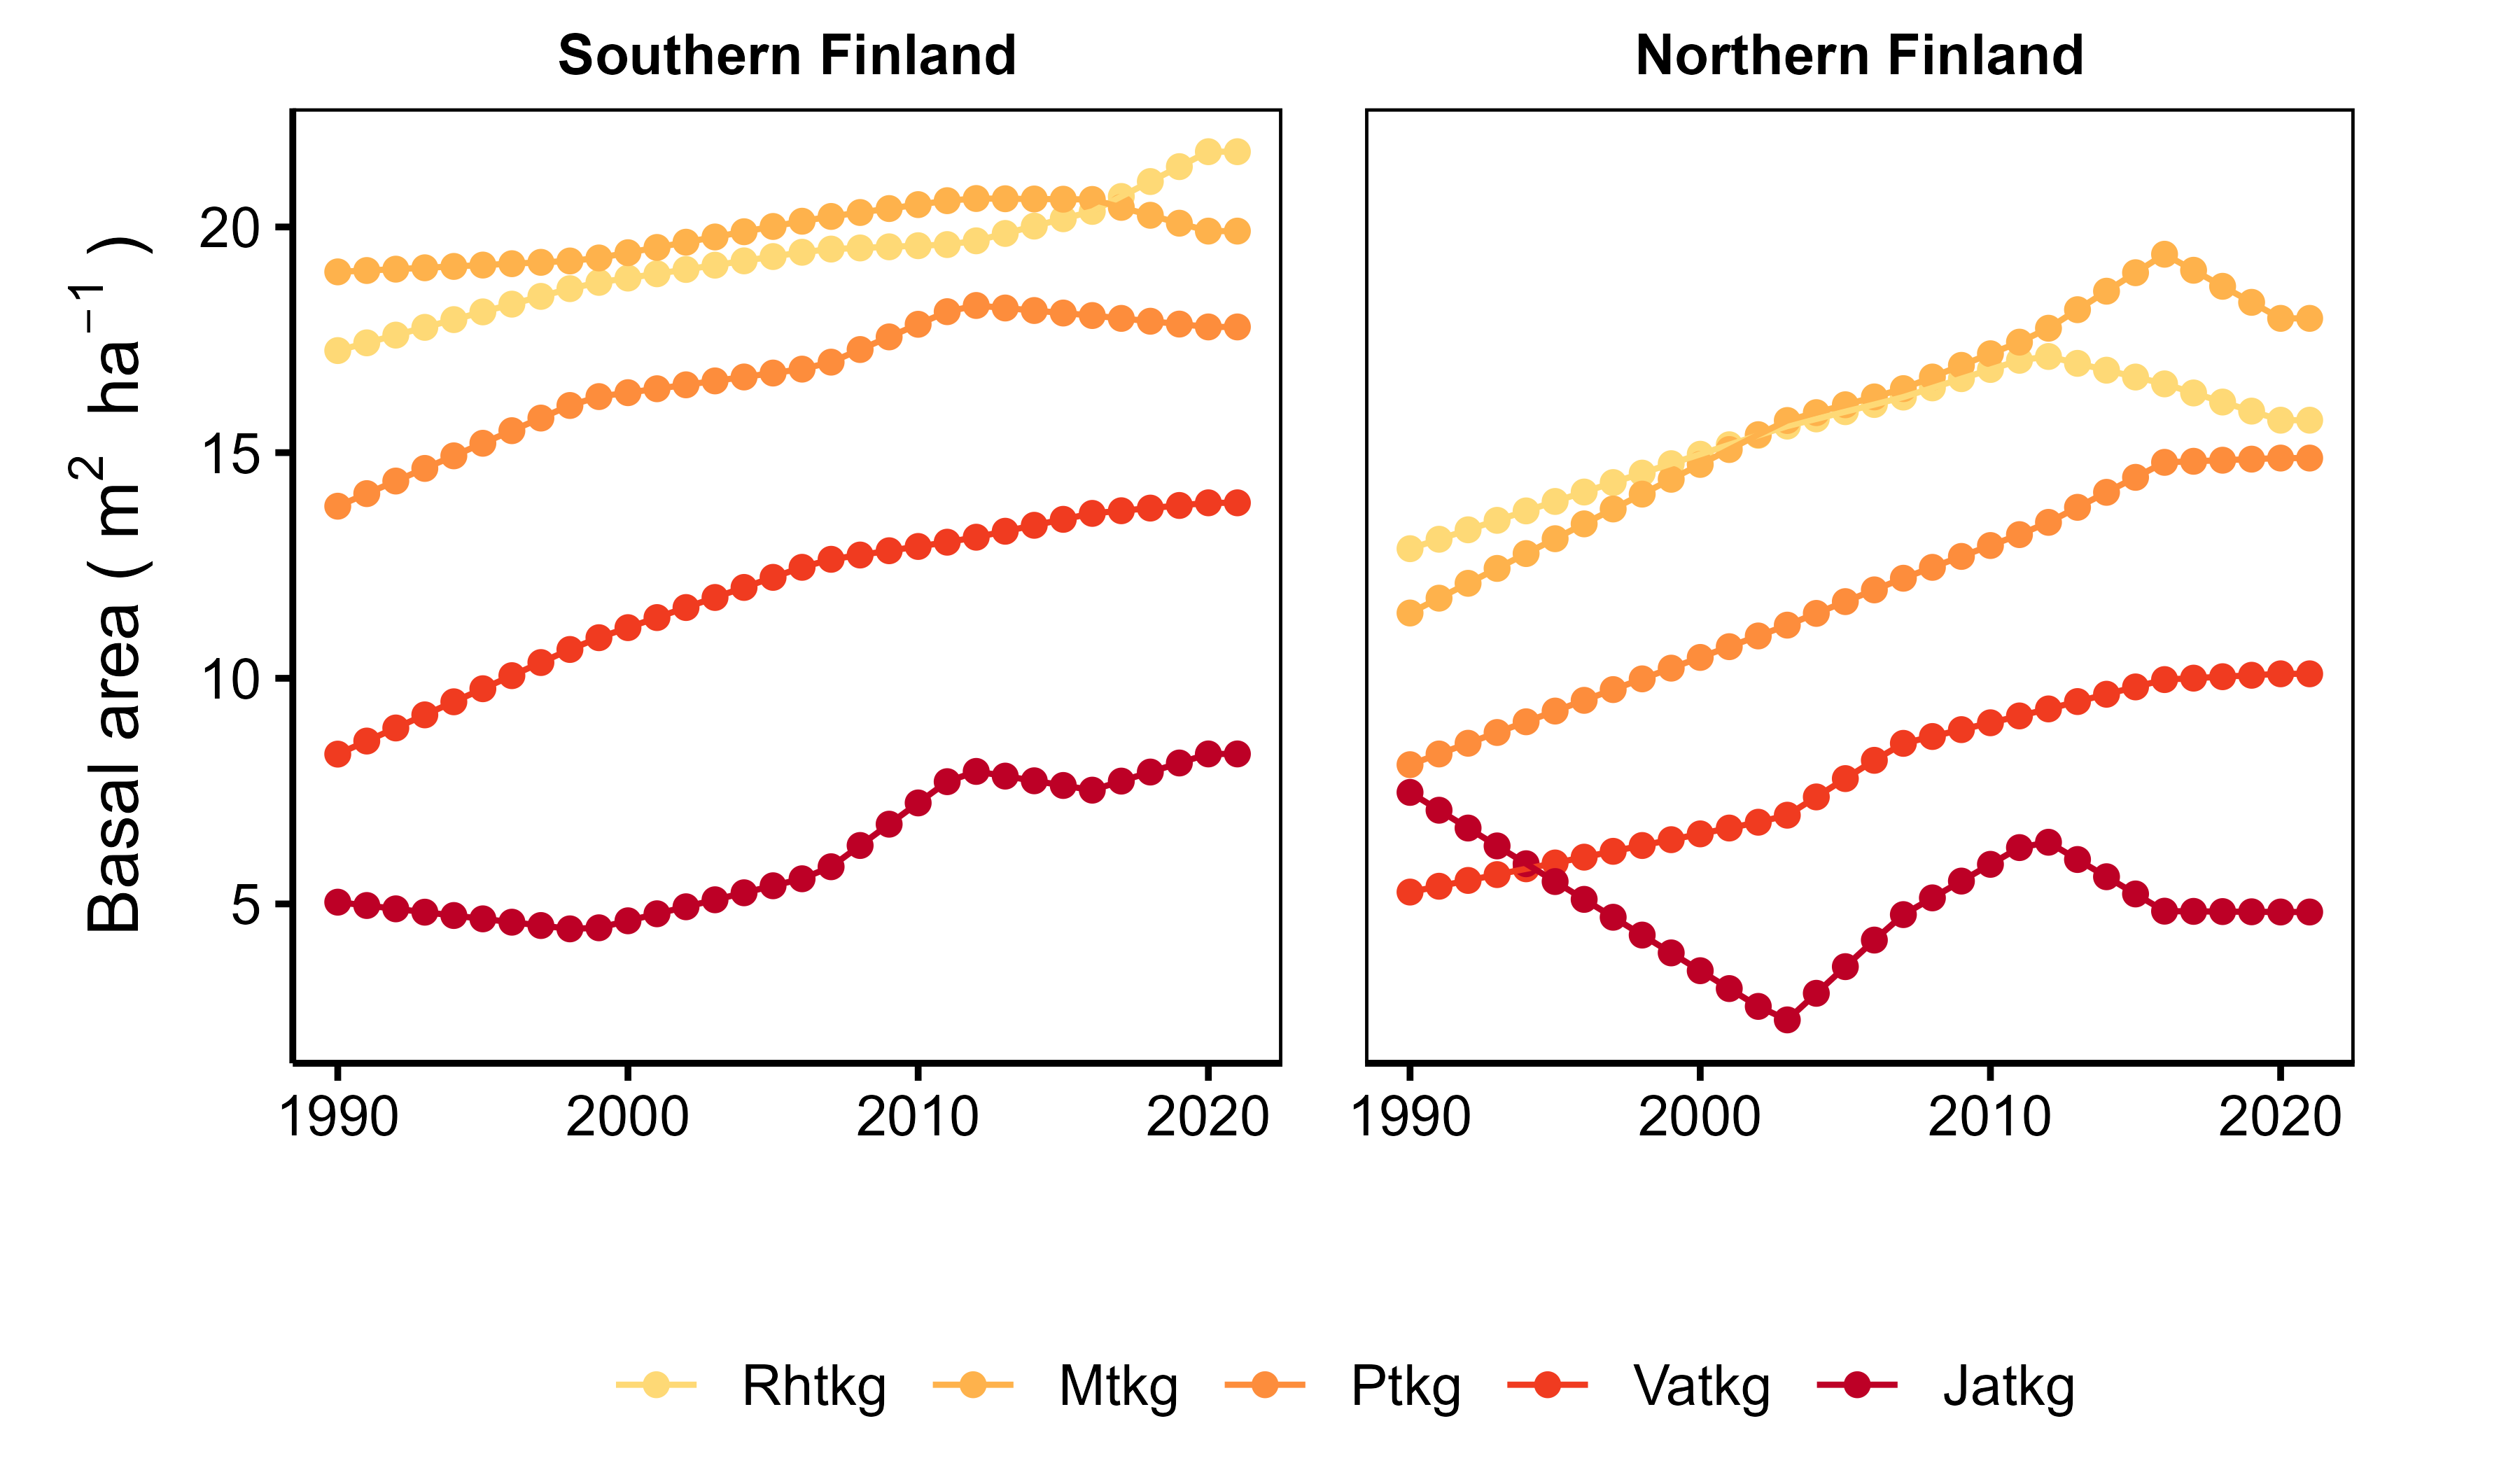 Southern Finland Northern Finland
Basal area ( m² ha⁻¹ )
20
15
10
5
1990 2000 2010 2020 1990 2000 2010 2020
Rhtkg Mtkg Ptkg Vatkg Jatkg